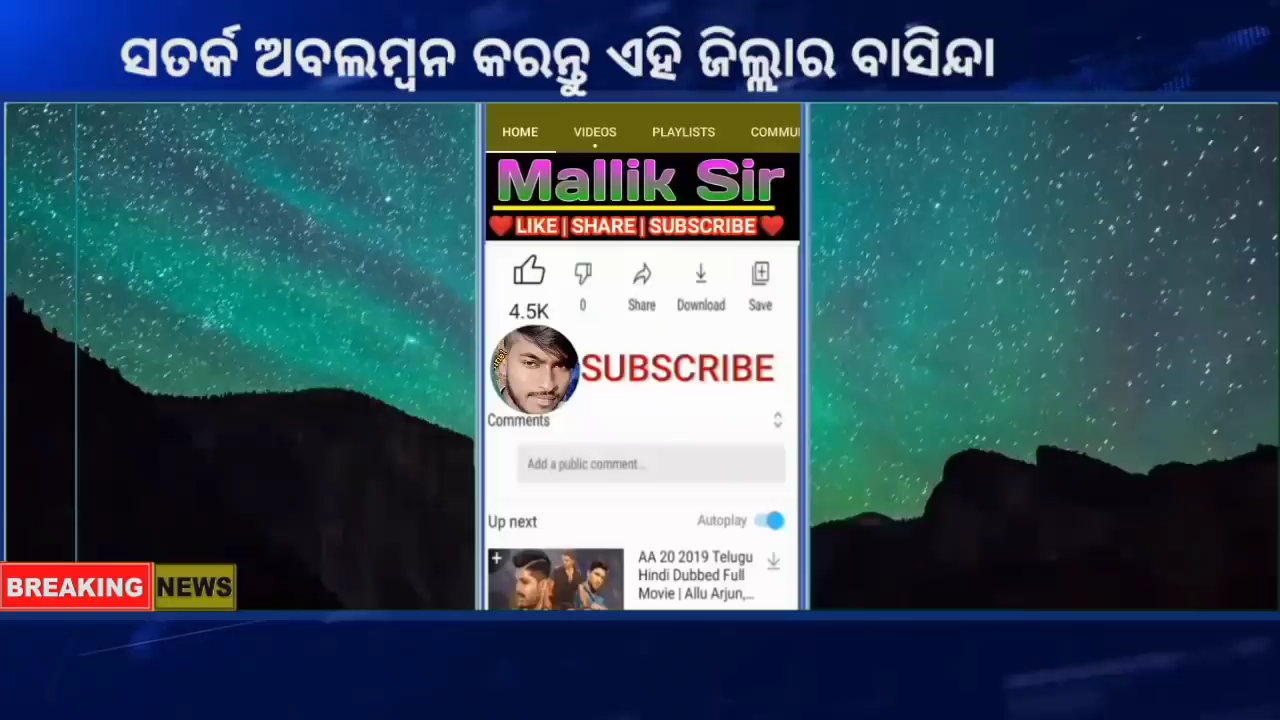 ସତର୍କ ଅବଲମ୍ବନ କରନ୍ତୁ ଏହି ଜିଲ୍ଲାର ବାସିନ୍ଦା
HOME VIDEOS PLAYLISTS COMMU
Mallik Sir
LIKE | SHARE | SUBSCRIBE
4.5K 0 Share Download Save
SUBSCRIBE
Comments
Add a public comment...
Up next Autoplay
AA 20 2019 Telugu
Hindi Dubbed Full
Movie | Allu Arjun,...
BREAKING NEWS